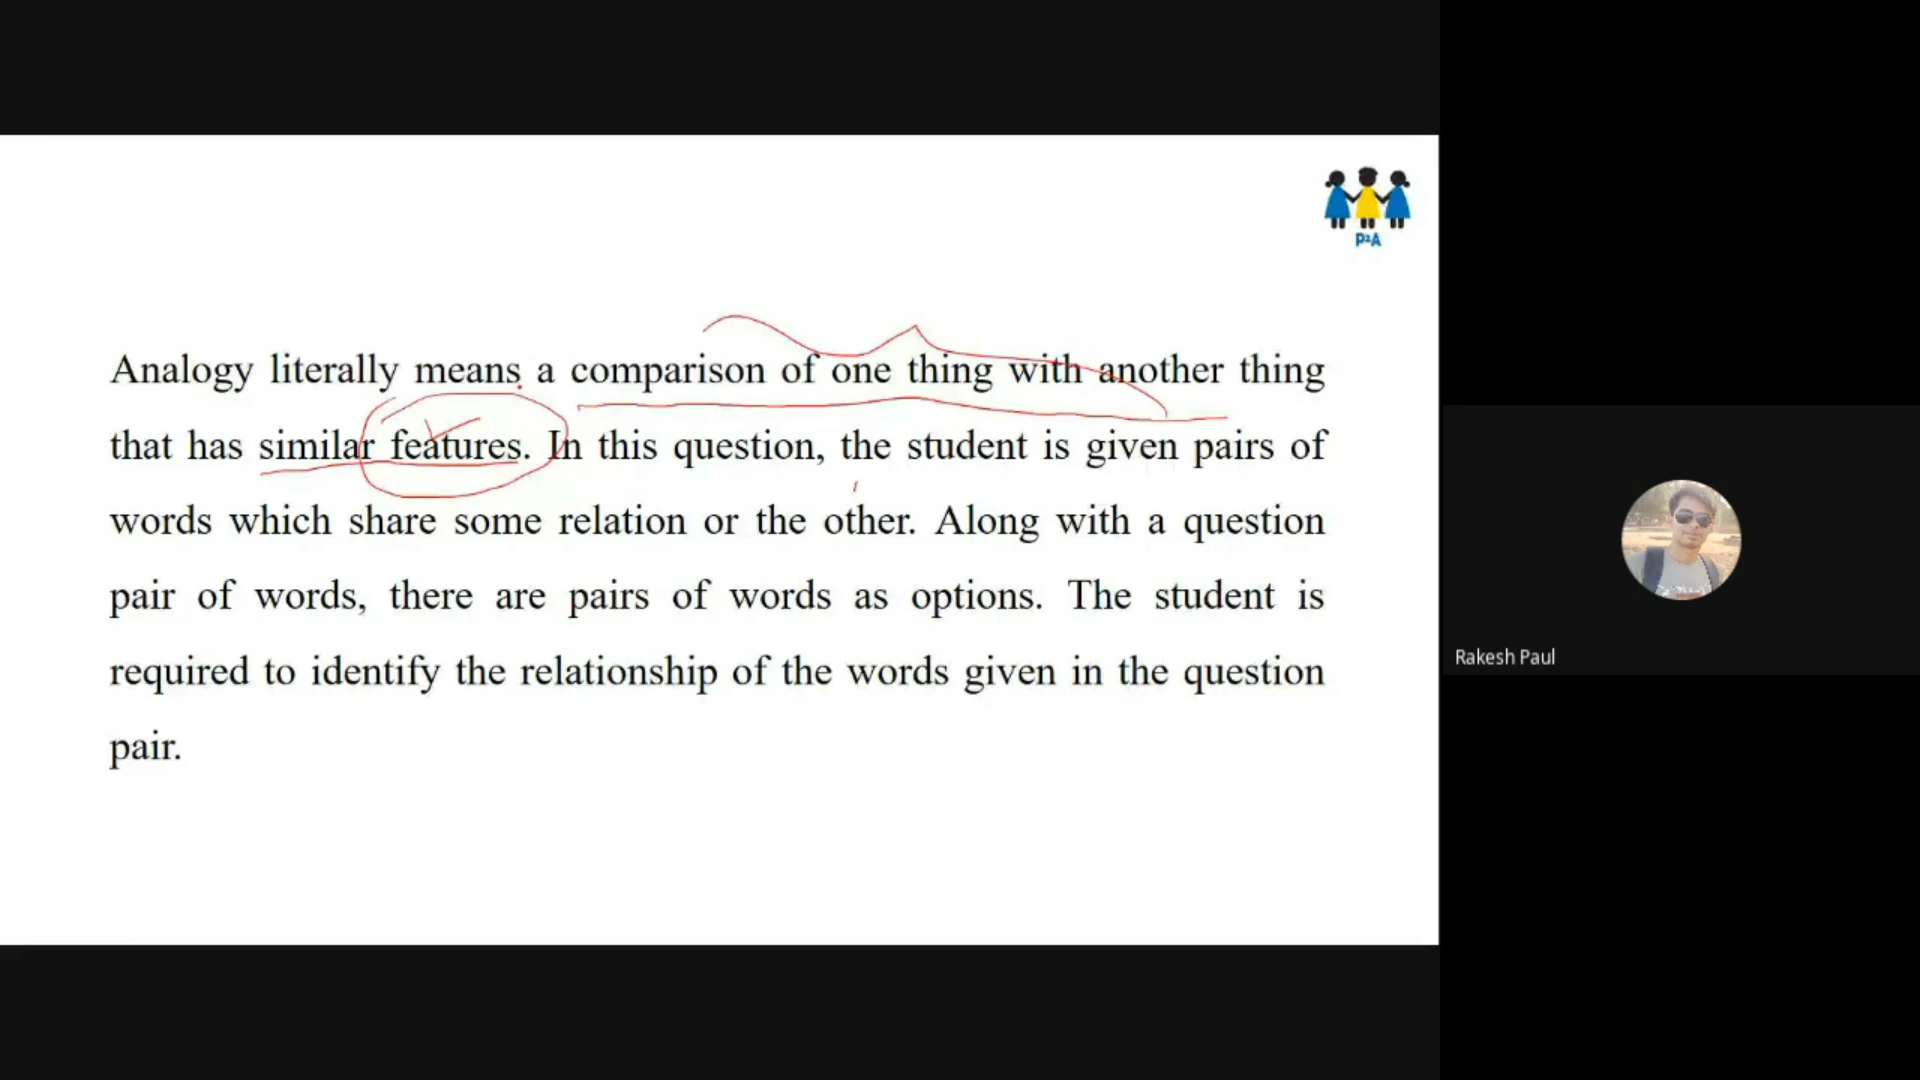 P²A
Analogy literally means a comparison of one thing with another thing
that has similar features. In this question, the student is given pairs of
words which share some relation or the other. Along with a question
pair of words, there are pairs of words as options. The student is
required to identify the relationship of the words given in the question
pair.
Rakesh Paul